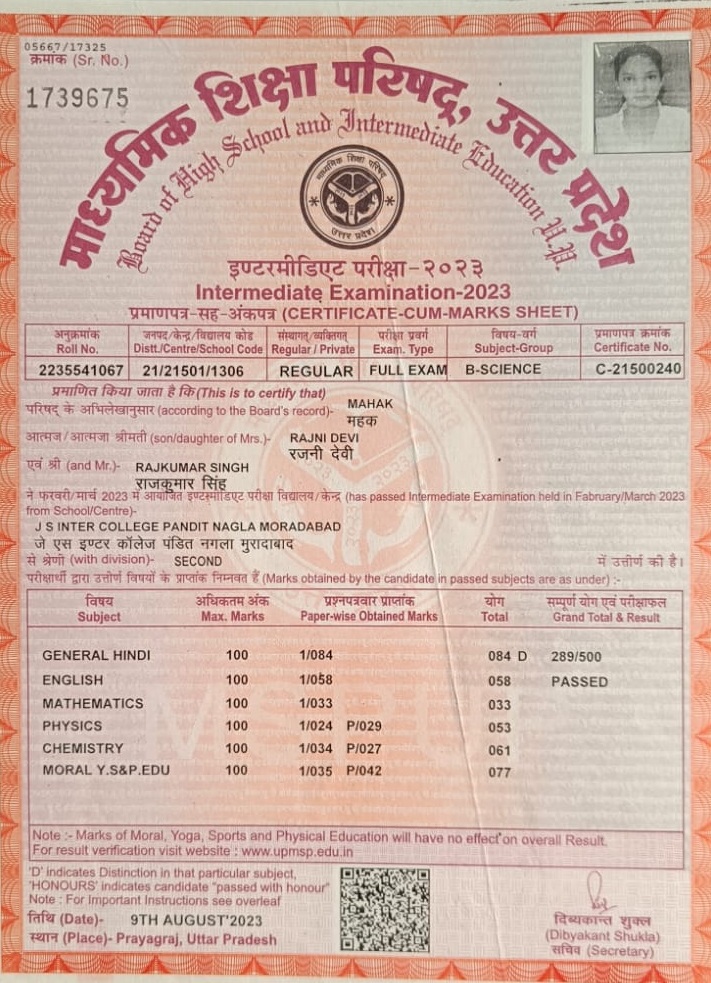 05667/17325
क्रमांक (Sr. No.)
1739675
माध्यमिक शिक्षा परिषद्, उत्तर प्रदेश
Board of High School and Intermediate Education U.P.
माध्यमिक शिक्षा परिषद्
उत्तर प्रदेश
इण्टरमीडिएट परीक्षा-२०२३
Intermediate Examination-2023
प्रमाणपत्र-सह-अंकपत्र (CERTIFICATE-CUM-MARKS SHEET)
अनुक्रमांक जनपद/केन्द्र/विद्यालय कोड संस्थागत/व्यक्तिगत परीक्षा प्रवर्ग विषय-वर्ग प्रमाणपत्र क्रमांक
Roll No. Distt./Centre/School Code Regular / Private Exam. Type Subject-Group Certificate No.
2235541067 21/21501/1306 REGULAR FULL EXAM B-SCIENCE C-21500240
प्रमाणित किया जाता है कि (This is to certify that)
परिषद् के अभिलेखानुसार (according to the Board's record)- MAHAK
महक
आत्मज/आत्मजा श्रीमती (son/daughter of Mrs.)- RAJNI DEVI
रजनी देवी
एवं श्री (and Mr.)- RAJKUMAR SINGH
राजकुमार सिंह
ने फरवरी/मार्च 2023 में आयोजित इण्टरमीडिएट परीक्षा विद्यालय/केन्द्र (has passed Intermediate Examination held in Fabruary/March 2023
from School/Centre)-
J S INTER COLLEGE PANDIT NAGLA MORADABAD
जे एस इण्टर कॉलेज पंडित नगला मुरादाबाद
से श्रेणी (with division)- SECOND में उत्तीर्ण की है।
परीक्षार्थी द्वारा उत्तीर्ण विषयों के प्राप्तांक निम्नवत हैं (Marks obtained by the candidate in passed subjects are as under) :-
विषय अधिकतम अंक प्रश्नपत्रवार प्राप्तांक योग सम्पूर्ण योग एवं परीक्षाफल
Subject Max. Marks Paper-wise Obtained Marks Total Grand Total & Result
GENERAL HINDI 100 1/084 084 D 289/500
ENGLISH 100 1/058 058 PASSED
MATHEMATICS 100 1/033 033
PHYSICS 100 1/024 P/029 053
CHEMISTRY 100 1/034 P/027 061
MORAL Y.S&P.EDU 100 1/035 P/042 077
Note :- Marks of Moral, Yoga, Sports and Physical Education will have no effect on overall Result.
For result verification visit website : www.upmsp.edu.in
'D' indicates Distinction in that particular subject,
'HONOURS' indicates candidate "passed with honour"
Note : For Important Instructions see overleaf
तिथि (Date)- 9TH AUGUST'2023
स्थान (Place)- Prayagraj, Uttar Pradesh
दिब्यकान्त शुक्ल
(Dibyakant Shukla)
सचिव (Secretary)